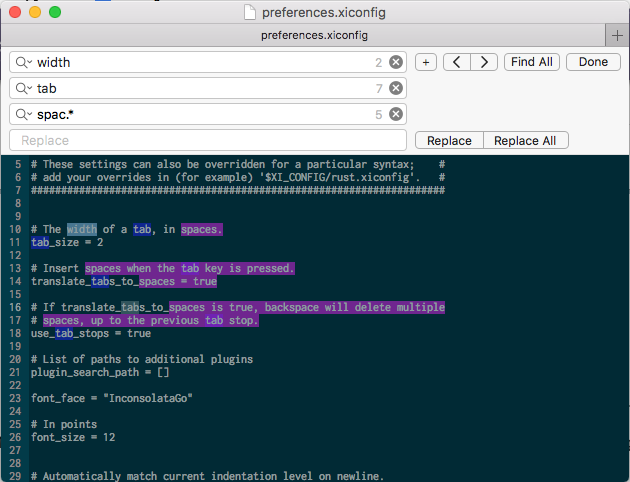 preferences.xiconfig
preferences.xiconfig +
width 2 + < > Find All Done
tab 7
spac.* 5
Replace Replace Replace All
5 # These settings can also be overridden for a particular syntax; #
6 # add your overrides in (for example) '$XI_CONFIG/rust.xiconfig'. #
7 #####################################################################
8
9
10 # The width of a tab, in spaces.
11 tab_size = 2
12
13 # Insert spaces when the tab key is pressed.
14 translate_tabs_to_spaces = true
15
16 # If translate_tabs_to_spaces is true, backspace will delete multiple
17 # spaces, up to the previous tab stop.
18 use_tab_stops = true
19
20 # List of paths to additional plugins
21 plugin_search_path = []
22
23 font_face = "InconsolataGo"
24
25 # In points
26 font_size = 12
27
28
29 # Automatically match current indentation level on newline.